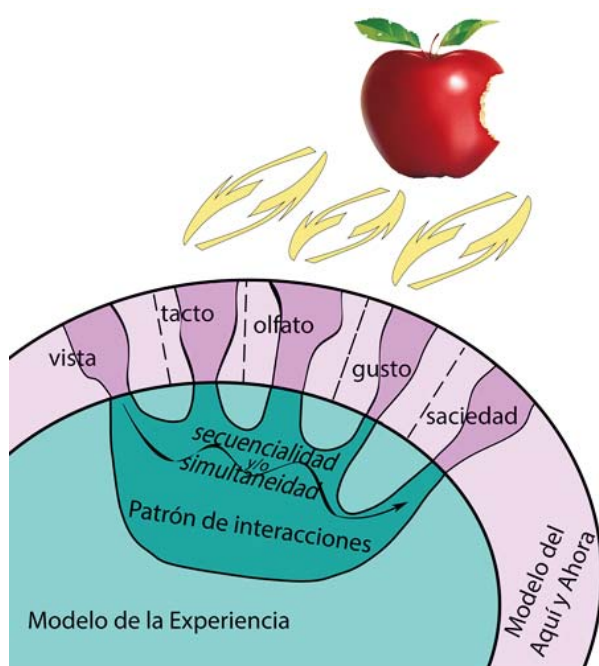 vista
tacto
olfato
gusto
saciedad
secuencialidad
y/o
simultaneidad
Patrón de interacciones
Modelo de la Experiencia
Modelo del
Aquí y Ahora